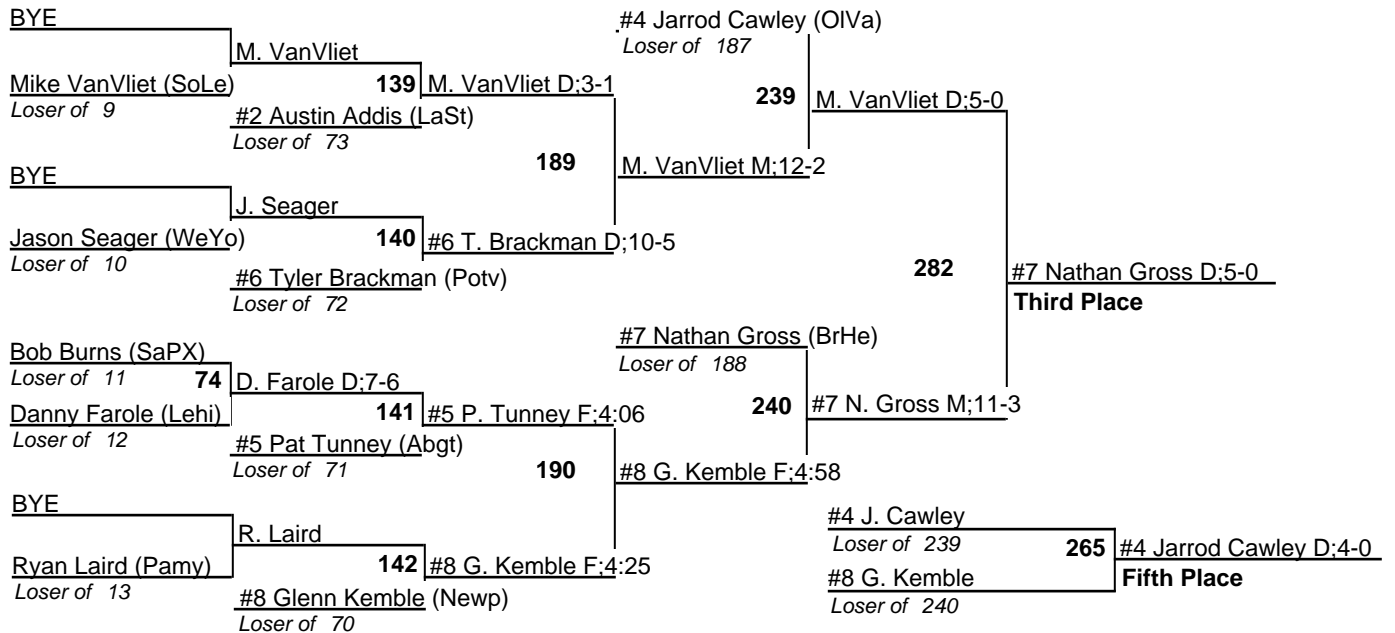 BYE
M. VanVliet
Mike VanVliet (SoLe)
Loser of 9
139
M. VanVliet D;3-1
#2 Austin Addis (LaSt)
Loser of 73
189
M. VanVliet M;12-2
BYE
J. Seager
Jason Seager (WeYo)
Loser of 10
140
#6 T. Brackman D;10-5
#6 Tyler Brackman (Potv)
Loser of 72
#4 Jarrod Cawley (OlVa)
Loser of 187
239
M. VanVliet D;5-0
282
#7 Nathan Gross D;5-0
Third Place
Bob Burns (SaPX)
Loser of 11
74
D. Farole D;7-6
Danny Farole (Lehi)
Loser of 12
141
#5 P. Tunney F;4:06
#5 Pat Tunney (Abgt)
Loser of 71
190
#8 G. Kemble F;4:58
#7 Nathan Gross (BrHe)
Loser of 188
240
#7 N. Gross M;11-3
BYE
R. Laird
Ryan Laird (Pamy)
Loser of 13
142
#8 G. Kemble F;4:25
#8 Glenn Kemble (Newp)
Loser of 70
#4 J. Cawley
Loser of 239
265
#4 Jarrod Cawley D;4-0
Fifth Place
#8 G. Kemble
Loser of 240